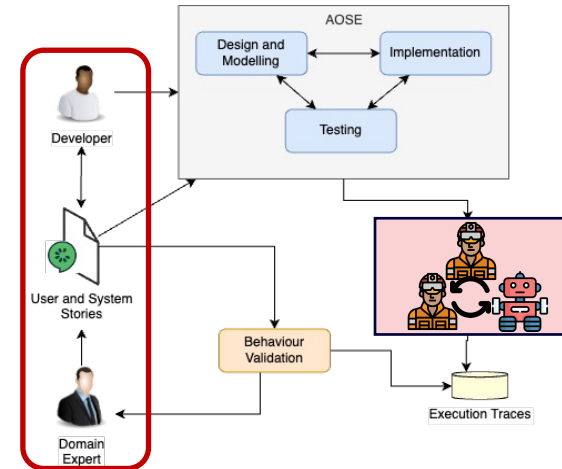 AOSE
Design and
Modelling
Implementation
Testing
Developer
User and System
Stories
Behaviour
Validation
Execution Traces
Domain
Expert